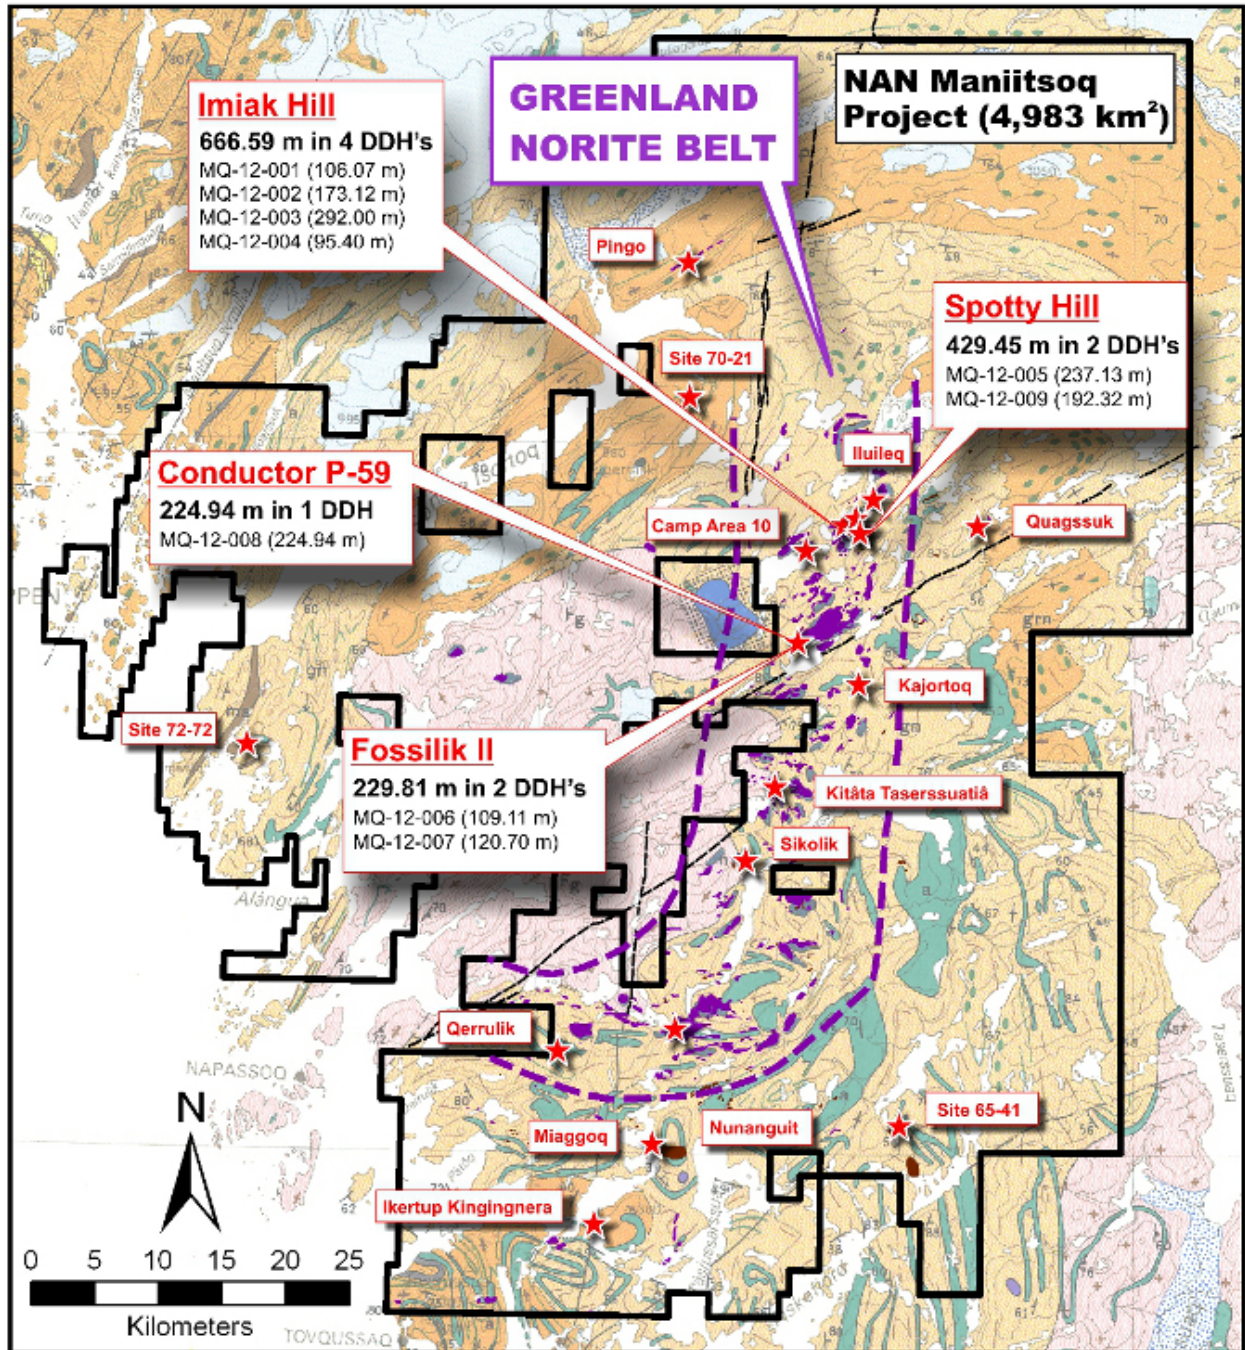 NAN Maniitsoq
Project (4,983 km²)
GREENLAND
NORITE BELT
Imiak Hill
666.59 m in 4 DDH's
MQ-12-001 (106.07 m)
MQ-12-002 (173.12 m)
MQ-12-003 (292.00 m)
MQ-12-004 (95.40 m)
Pingo
Spotty Hill
429.45 m in 2 DDH's
MQ-12-005 (237.13 m)
MQ-12-009 (192.32 m)
Site 70-21
Iluileq
Conductor P-59
224.94 m in 1 DDH
MQ-12-008 (224.94 m)
Camp Area 10
Quagssuk
Kajortoq
Site 72-72
Fossilik II
229.81 m in 2 DDH's
MQ-12-006 (109.11 m)
MQ-12-007 (120.70 m)
Kitâta Taserssuatiâ
Sikolik
Alángua
Qerrulik
NAPASSOQ
N
Site 65-41
Miaggoq
Nunanguit
Ikertup Kingingnera
0 5 10 15 20 25
Kilometers
TOVQUSSAQ